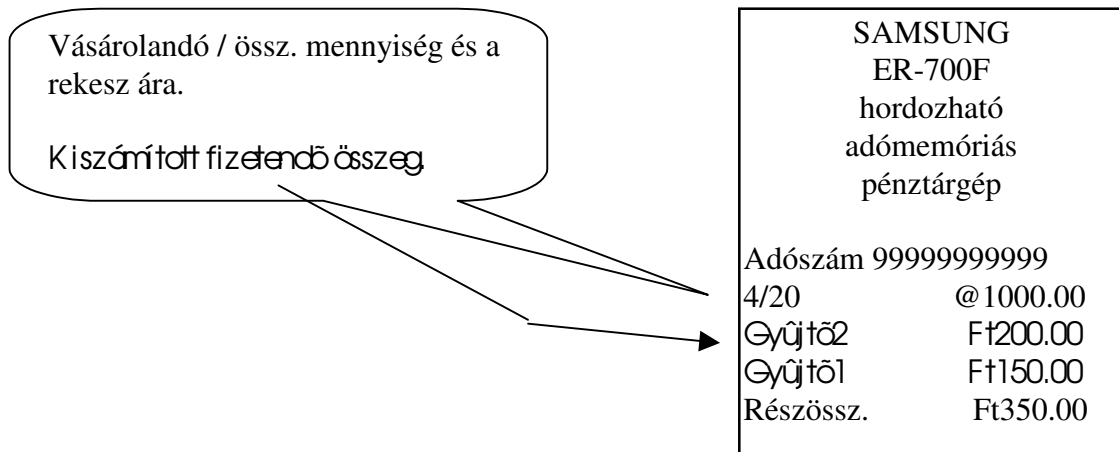 Vásárolandó / össz. mennyiség és a
rekesz ára.
Kiszámított fizetendõ összeg.
SAMSUNG
ER-700F
hordozható
adómemóriás
pénztárgép
Adószám 99999999999
4/20 @1000.00
Gyûjtõ2 Ft200.00
Gyûjtõ1 Ft150.00
Részössz. Ft350.00